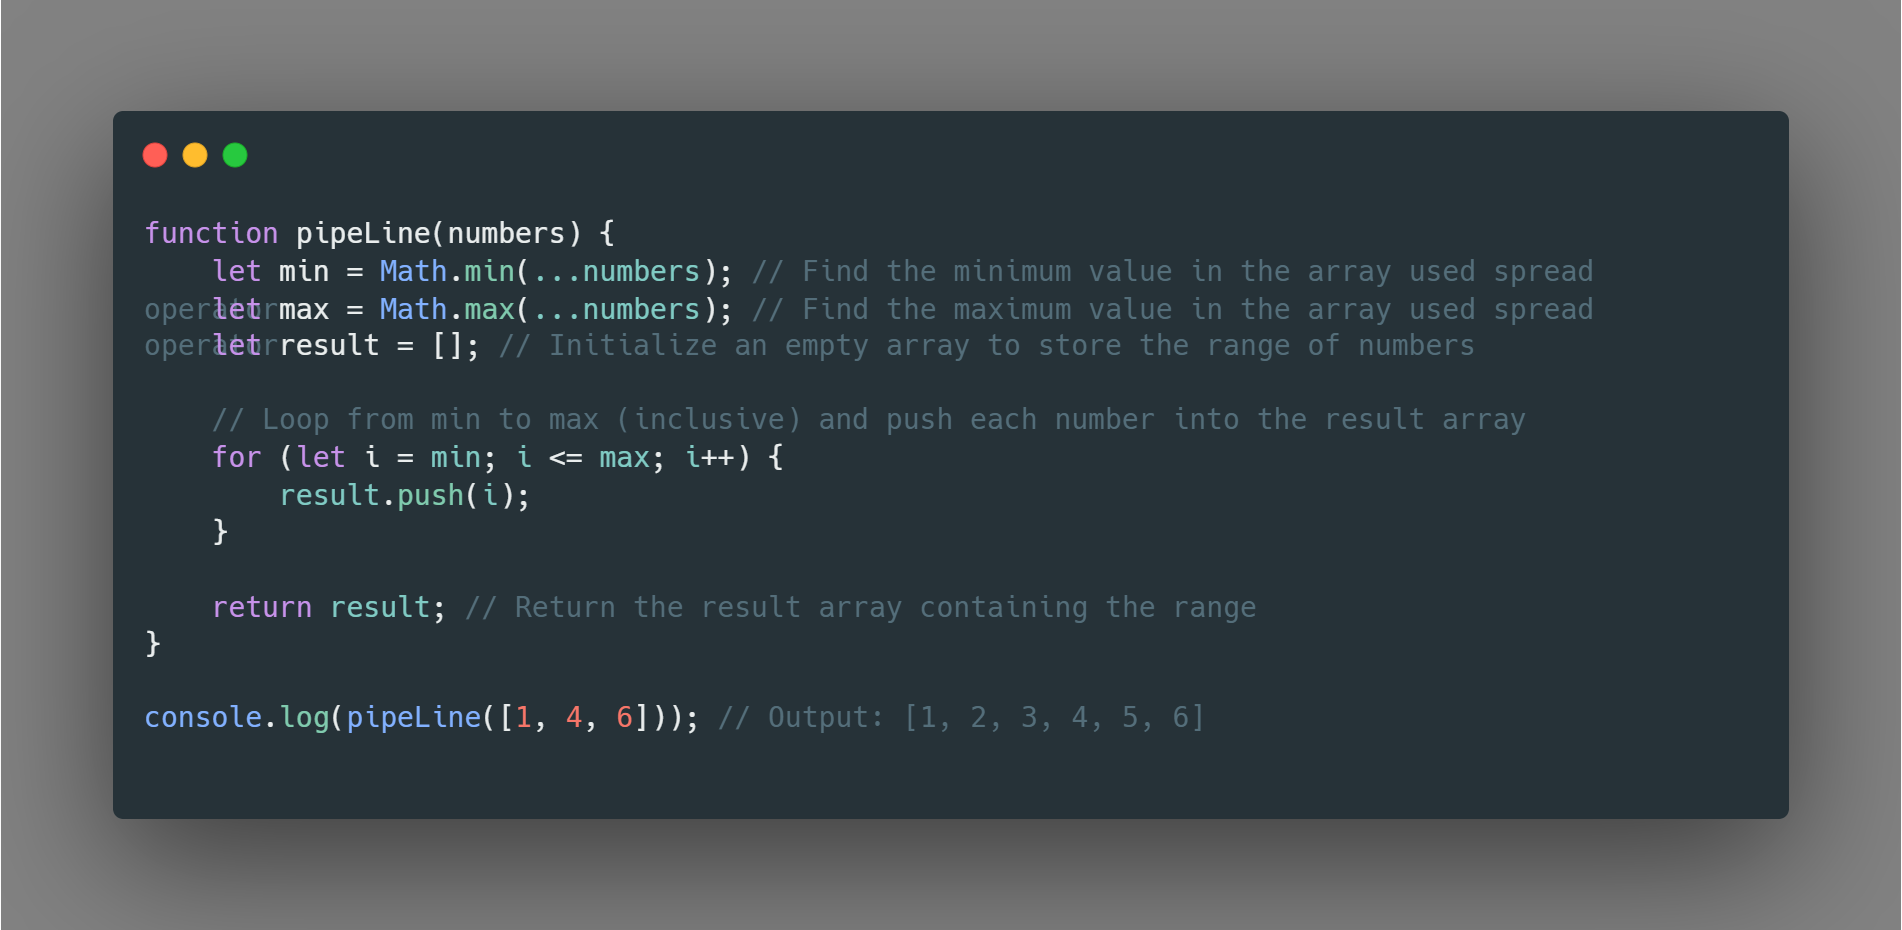 function pipeLine(numbers) {
    let min = Math.min(...numbers); // Find the minimum value in the array used spread
operator
    let max = Math.max(...numbers); // Find the maximum value in the array used spread
operator
    let result = []; // Initialize an empty array to store the range of numbers

    // Loop from min to max (inclusive) and push each number into the result array
    for (let i = min; i <= max; i++) {
        result.push(i);
    }

    return result; // Return the result array containing the range
}

console.log(pipeLine([1, 4, 6])); // Output: [1, 2, 3, 4, 5, 6]